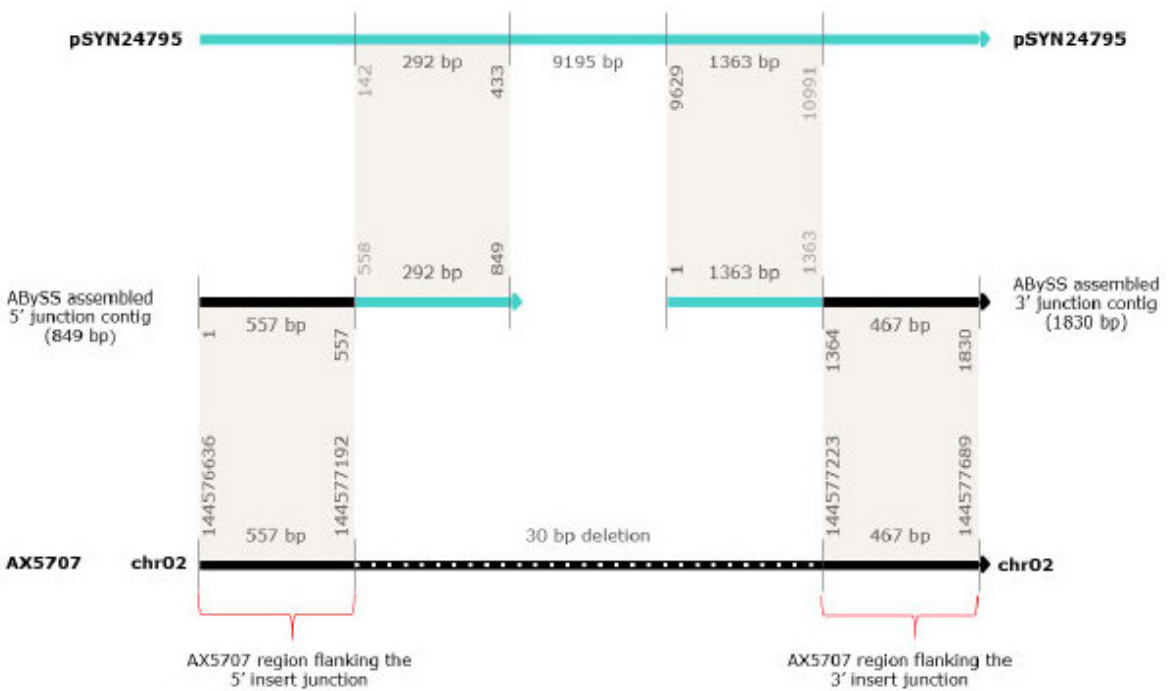 pSYN24795
pSYN24795
292 bp
9195 bp
1363 bp
142
433
9629
10991
558
849
1
1363
292 bp
1363 bp
ABySS assembled
5′ junction contig
(849 bp)
ABySS assembled
3′ junction contig
(1830 bp)
557 bp
467 bp
1
557
1364
1830
144576636
144577192
144577223
144577689
557 bp
30 bp deletion
467 bp
AX5707
chr02
chr02
AX5707 region flanking the
5′ insert junction
AX5707 region flanking the
3′ insert junction